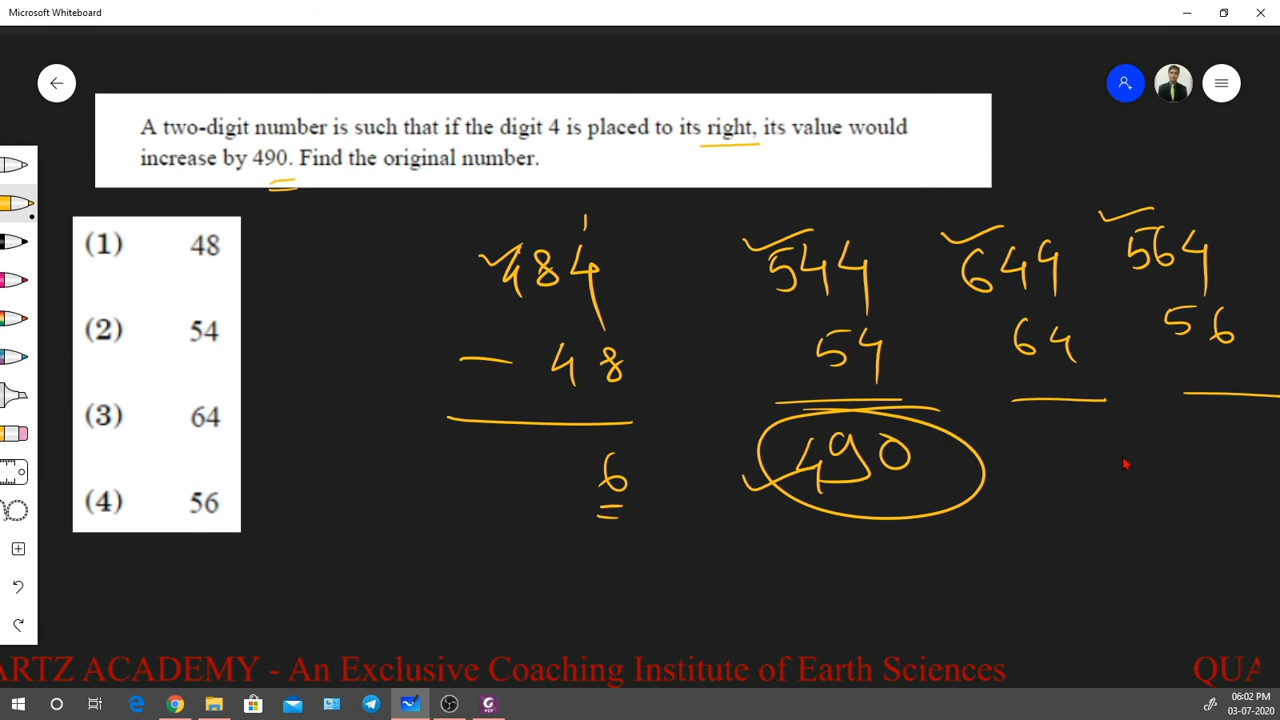 Microsoft Whiteboard
A two-digit number is such that if the digit 4 is placed to its right, its value would
increase by 490. Find the original number.
(1) 48
(2) 54
(3) 64
(4) 56
1
484
- 48
6
544
54
490
644
64
564
56
ARTZ ACADEMY - An Exclusive Coaching Institute of Earth Sciences
QUA
06:02 PM
03-07-2020